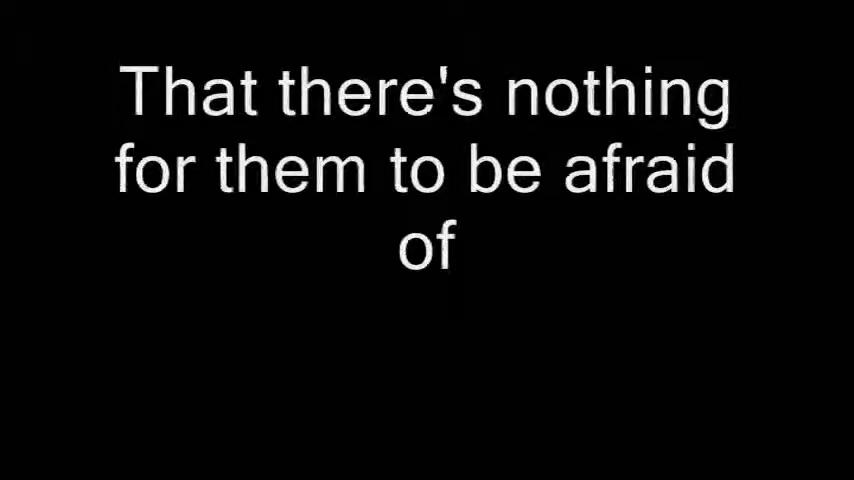 That there's nothing
for them to be afraid
of